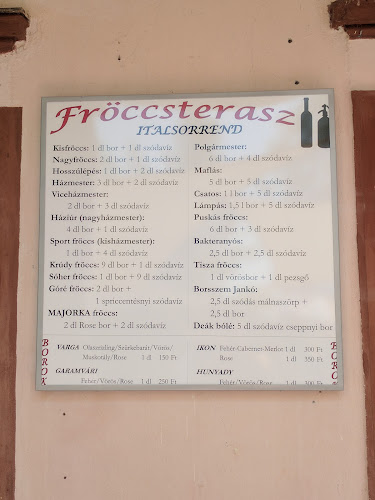 Fröccsterasz
ITALSORREND
Kisfröccs: 1 dl bor + 1 dl szódavíz
Nagyfröccs: 2 dl bor + 1 dl szódavíz
Hosszúlépés: 1 dl bor + 2 dl szódavíz
Házmester: 3 dl bor + 2 dl szódavíz
Viceházmester:
2 dl bor + 3 dl szódavíz
Háziúr (nagyházmester):
4 dl bor + 1 dl szódavíz
Sport fröccs (kisházmester):
1 dl bor + 4 dl szódavíz
Krúdy fröccs: 9 dl bor + 1 dl szódavíz
Sóher fröccs: 1 dl bor + 9 dl szódavíz
Góré fröccs: 2 dl bor +
1 spriccentésnyi szódavíz
MAJORKA fröccs:
2 dl Rose bor + 2 dl szódavíz
Polgármester:
6 dl bor + 4 dl szódavíz
Maflás:
5 dl bor + 5 dl szódavíz
Csatos: 1 l bor + 5 dl szódavíz
Lámpás: 1,5 l bor + 5 dl szódavíz
Puskás fröccs:
6 dl bor + 3 dl szódavíz
Bakteranyós:
2,5 dl bor + 2,5 dl szódavíz
Tisza fröccs:
1 dl vörösbor + 1 dl pezsgő
Borsszem Jankó:
2,5 dl szódás málnaszörp +
2,5 dl bor
Deák bólé: 5 dl szódavíz cseppnyi bor
BOROK
VARGA Olaszrizling/Szürkebarát/Vörös/
Muskotály/Rose 1 dl 150 Ft
GARAMVÁRI
Fehér/Vörös/Rose 1 dl 250 Ft
IKON Fehér/Cabernet-Merlot 1 dl 300 Ft
Rose 1 dl 350 Ft
HUNYADY
Fehér/Vörös/Rose 1 dl 300 Ft
BOROK